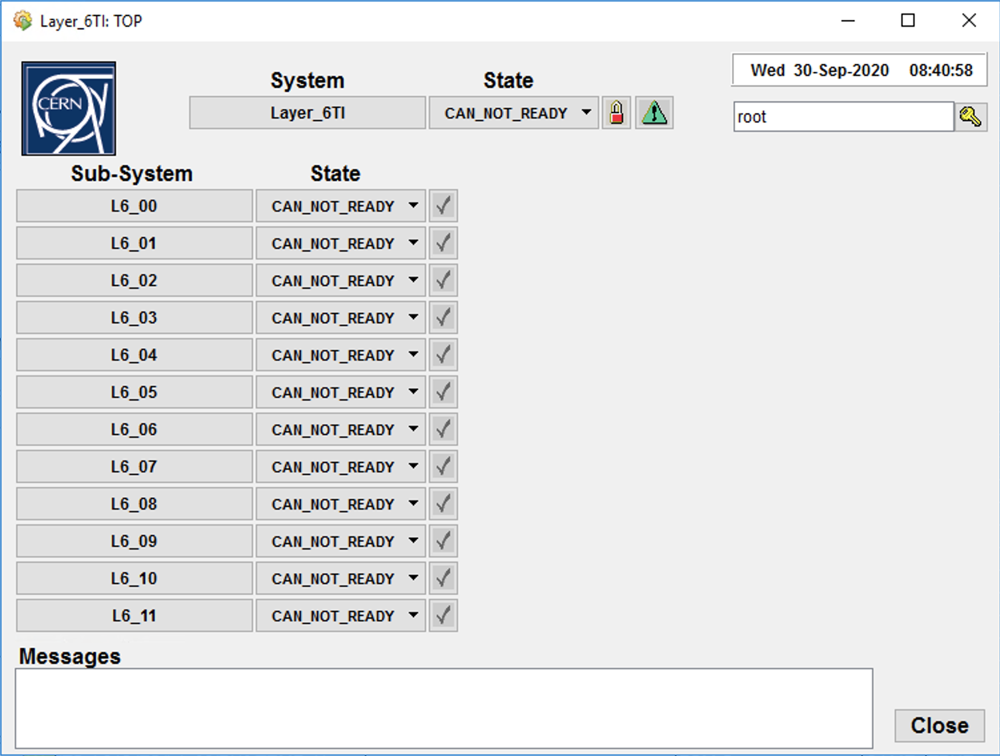 Layer_6TI: TOP
Wed 30-Sep-2020 08:40:58
CERN
System State
Layer_6TI CAN_NOT_READY
root
Sub-System State
L6_00 CAN_NOT_READY
L6_01 CAN_NOT_READY
L6_02 CAN_NOT_READY
L6_03 CAN_NOT_READY
L6_04 CAN_NOT_READY
L6_05 CAN_NOT_READY
L6_06 CAN_NOT_READY
L6_07 CAN_NOT_READY
L6_08 CAN_NOT_READY
L6_09 CAN_NOT_READY
L6_10 CAN_NOT_READY
L6_11 CAN_NOT_READY
Messages
Close